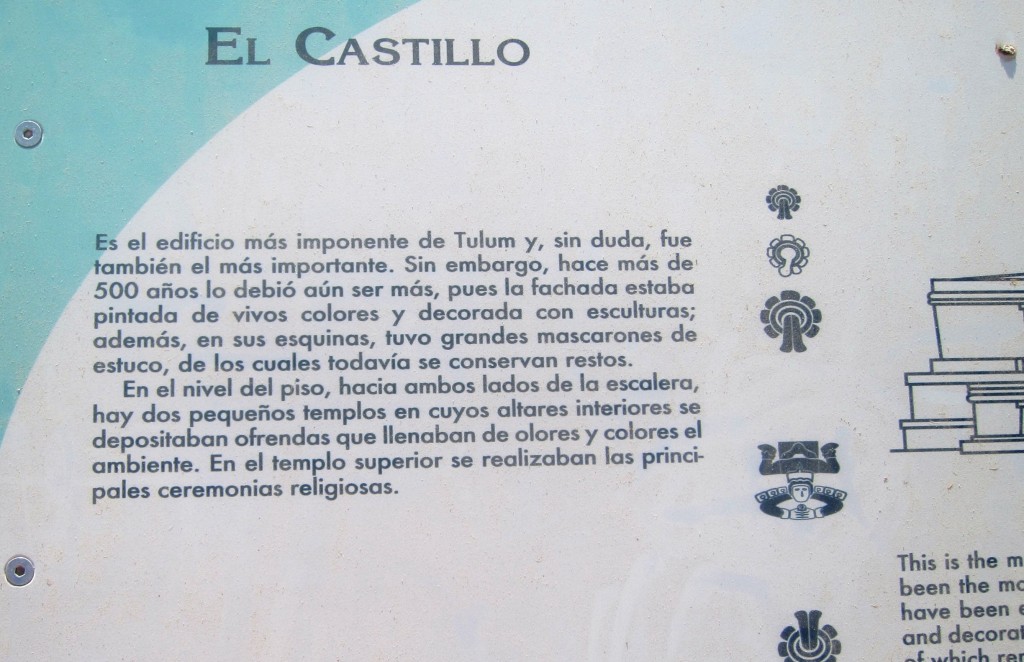 EL CASTILLO
Es el edificio más imponente de Tulum y, sin duda, fue
también el más importante. Sin embargo, hace más de
500 años lo debió aún ser más, pues la fachada estaba
pintada de vivos colores y decorada con esculturas;
además, en sus esquinas, tuvo grandes mascarones de
estuco, de los cuales todavía se conservan restos.
En el nivel del piso, hacia ambos lados de la escalera,
hay dos pequeños templos en cuyos altares interiores se
depositaban ofrendas que llenaban de olores y colores el
ambiente. En el templo superior se realizaban las princi-
pales ceremonias religiosas.
This is the
been the
have been
and
of which